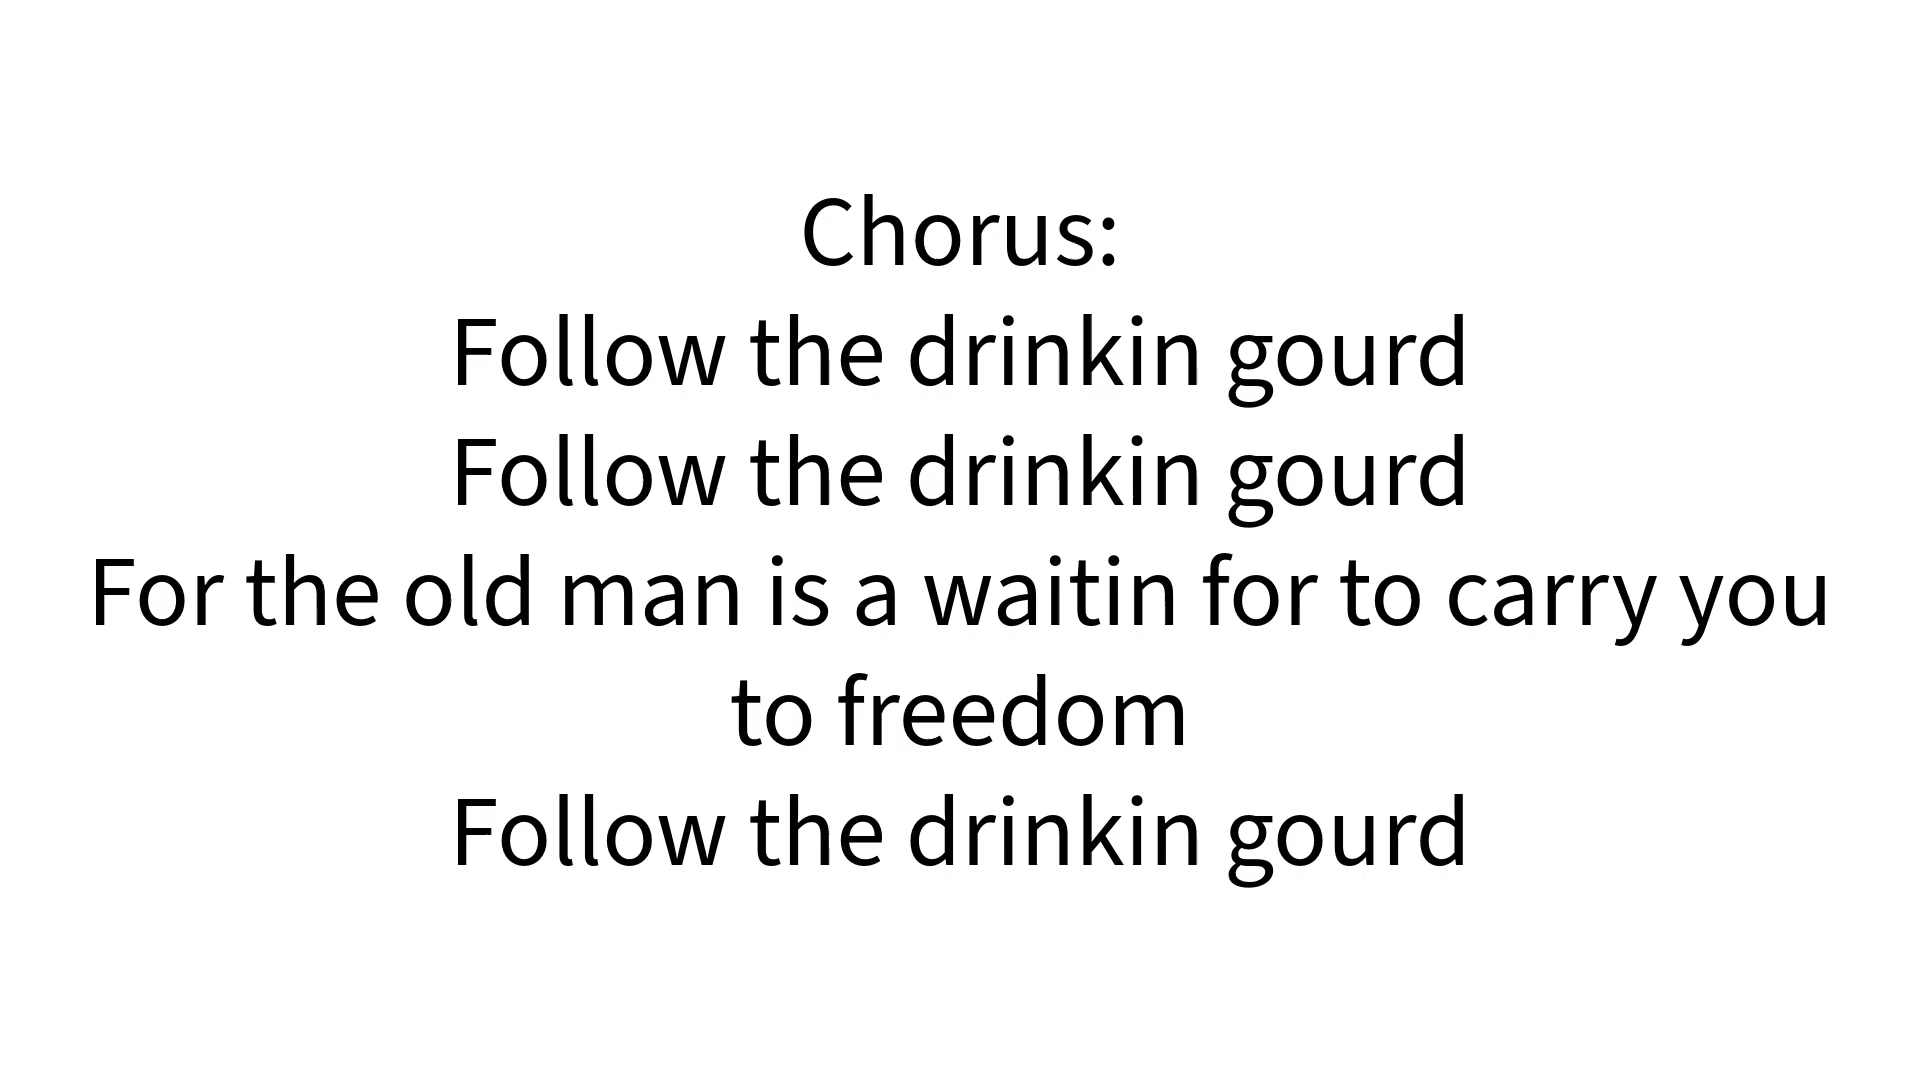 Chorus:
Follow the drinkin gourd
Follow the drinkin gourd
For the old man is a waitin for to carry you
to freedom
Follow the drinkin gourd